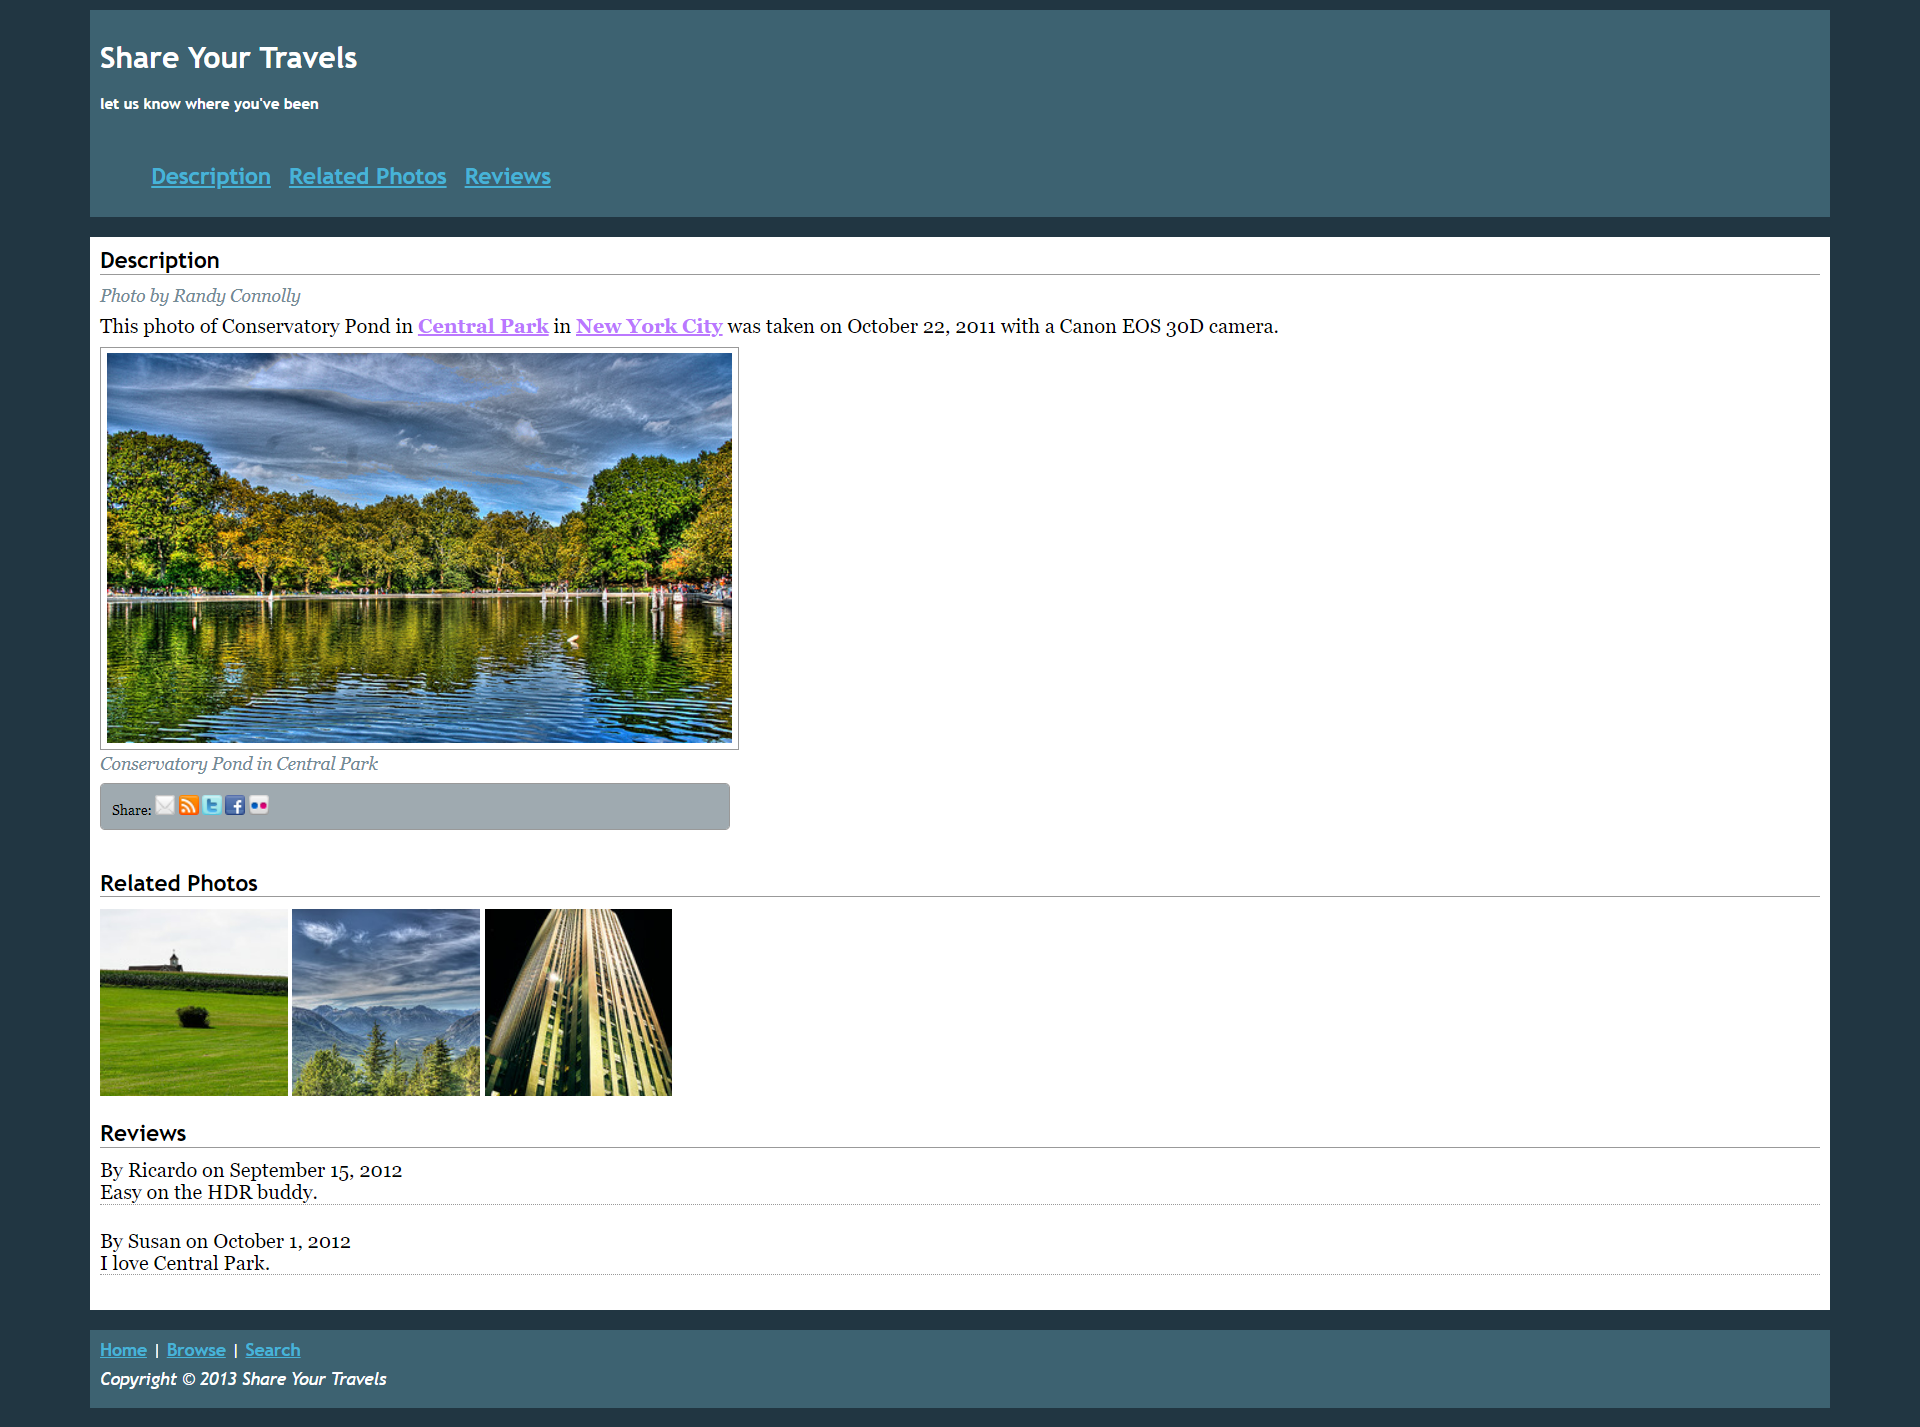 Share Your Travels
let us know where you've been
Description Related Photos Reviews
Description
Photo by Randy Connolly
This photo of Conservatory Pond in Central Park in New York City was taken on October 22, 2011 with a Canon EOS 30D camera.
Conservatory Pond in Central Park
Share:
Related Photos
Reviews
By Ricardo on September 15, 2012
Easy on the HDR buddy.
By Susan on October 1, 2012
I love Central Park.
Home | Browse | Search
Copyright © 2013 Share Your Travels